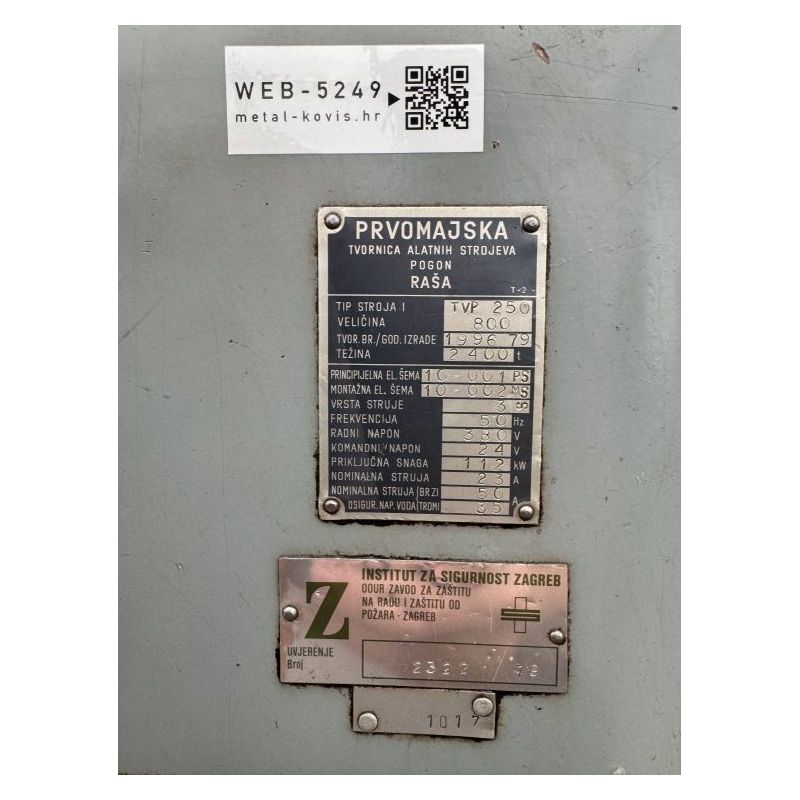 WEB-5249
metal-kovis.hr
PRVOMAJSKA
TVORNICA ALATNIH STROJEVA
POGON
RAŠA
T-2-
TIP STROJA I TVP 250
VELIČINA 800
TVOR. BR./GOD. IZRADE 1996 79
TEŽINA 2.400 t
PRINCIPIJELNA EL. ŠEMA 10-001 PS
MONTAŽNA EL. ŠEMA 10-002 MS
VRSTA STRUJE 3
FREKVENCIJA 50 Hz
RADNI NAPON 380 V
KOMANDNI NAPON 24 V
PRIKLJUČNA SNAGA 11,2 kW
NOMINALNA STRUJA 23 A
NOMINALNA STRUJA BRZI 50 A
OSIGUR. NAP. VODA TROMI 35
Z
INSTITUT ZA SIGURNOST ZAGREB
OOUR ZAVOD ZA ZAŠTITU
NA RADU I ZAŠTITU OD
POŽARA - ZAGREB
UVJERENJE
Broj 2322 / 79
1017